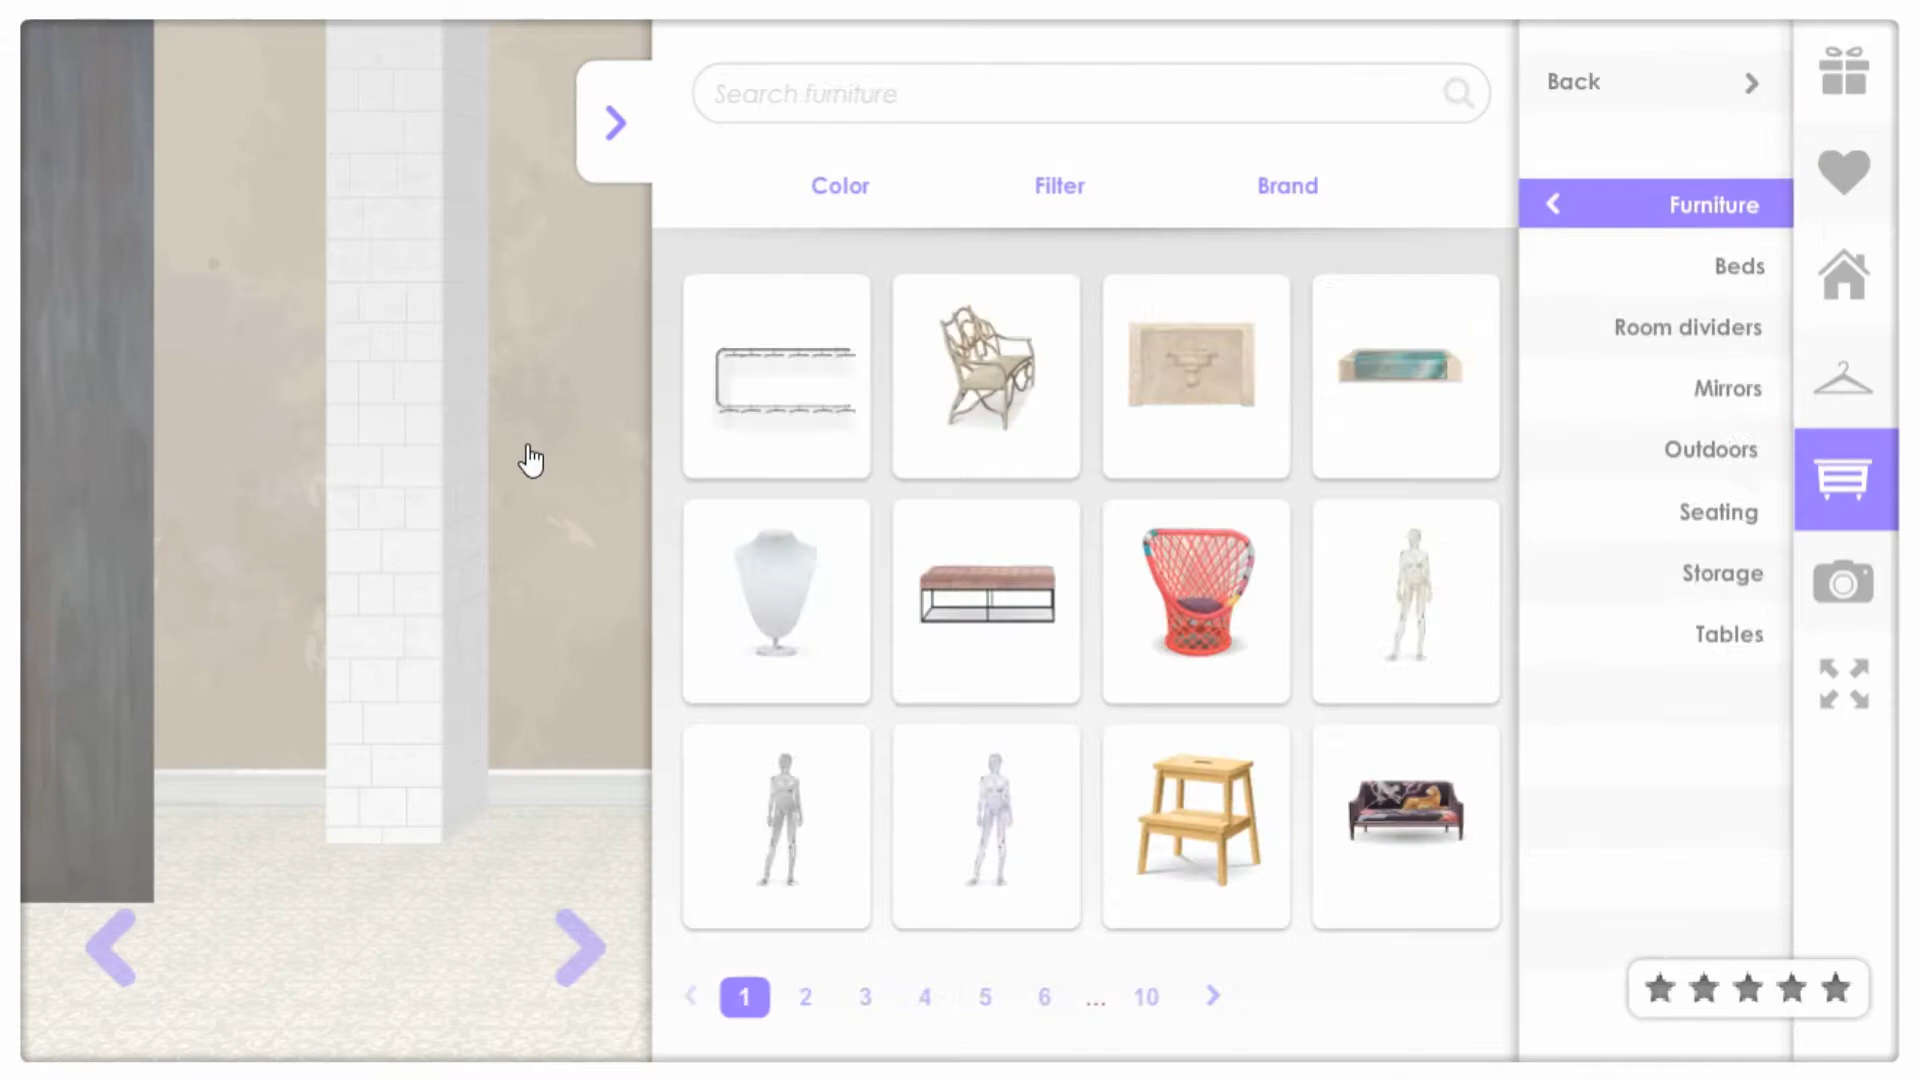 Search furniture
Back
Color
Filter
Brand
Furniture
Beds
Room dividers
Mirrors
Outdoors
Seating
Storage
Tables
1 2 3 4 5 6 ... 10